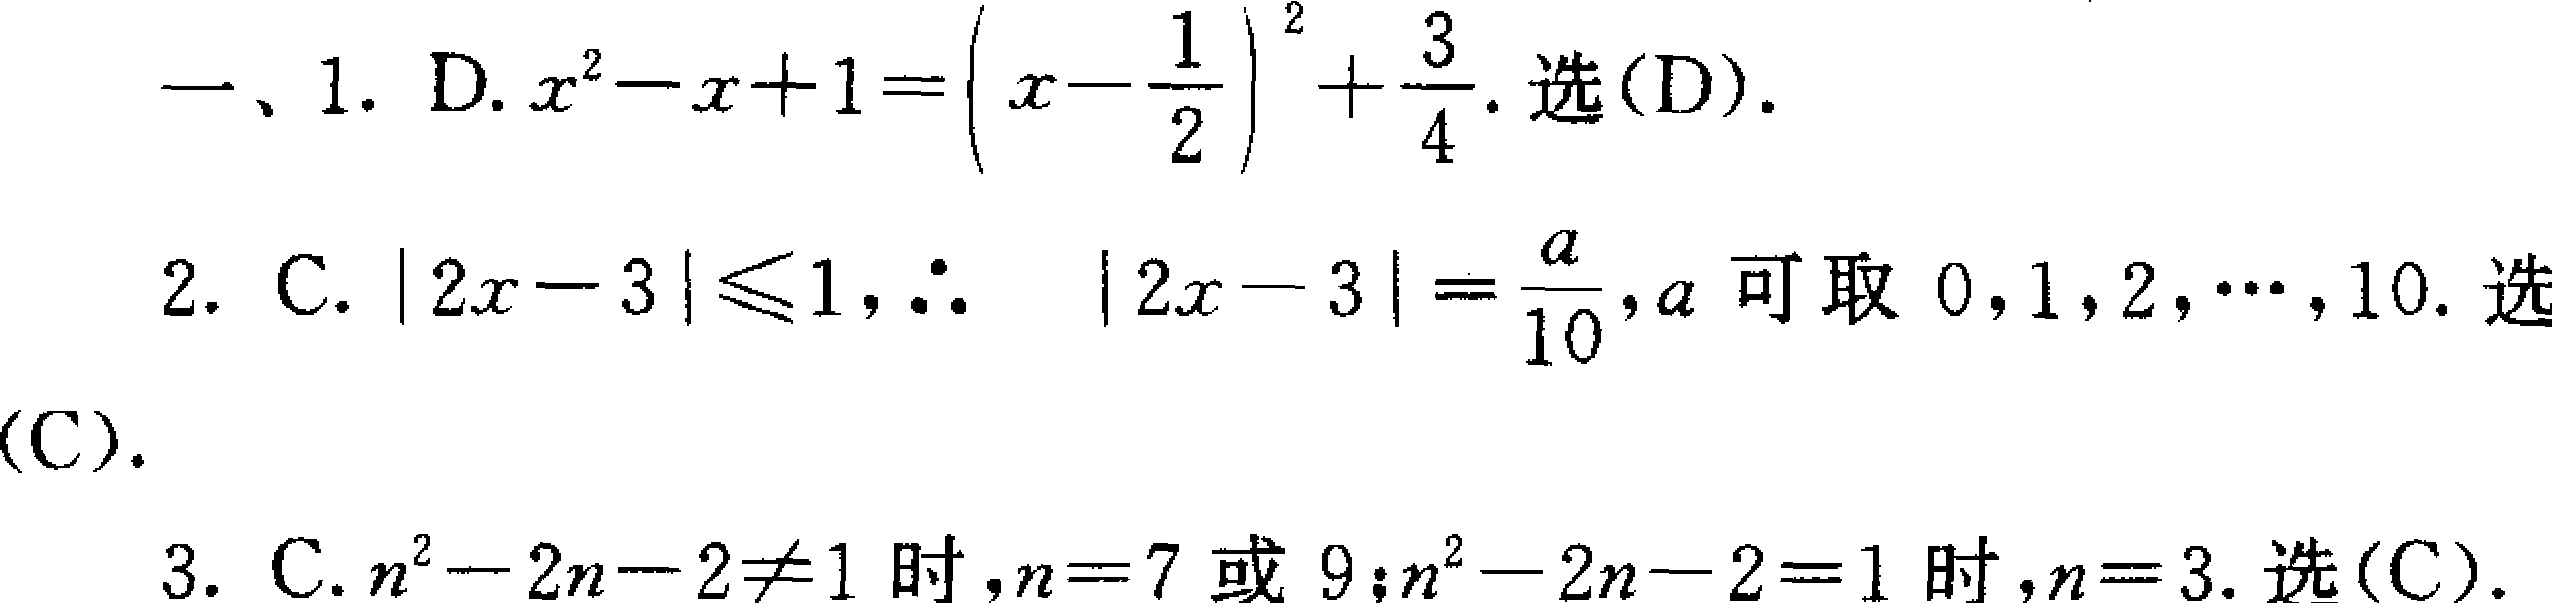 一、1. D. x²－x＋1＝(x－1/2)²＋3/4. 选(D).
2. C. |2x－3|≤1,∴ |2x－3|＝a/10,a 可取 0,1,2,…,10. 选
(C).
3. C. n²－2n－2≠1 时,n＝7 或 9;n²－2n－2＝1 时,n＝3. 选(C).